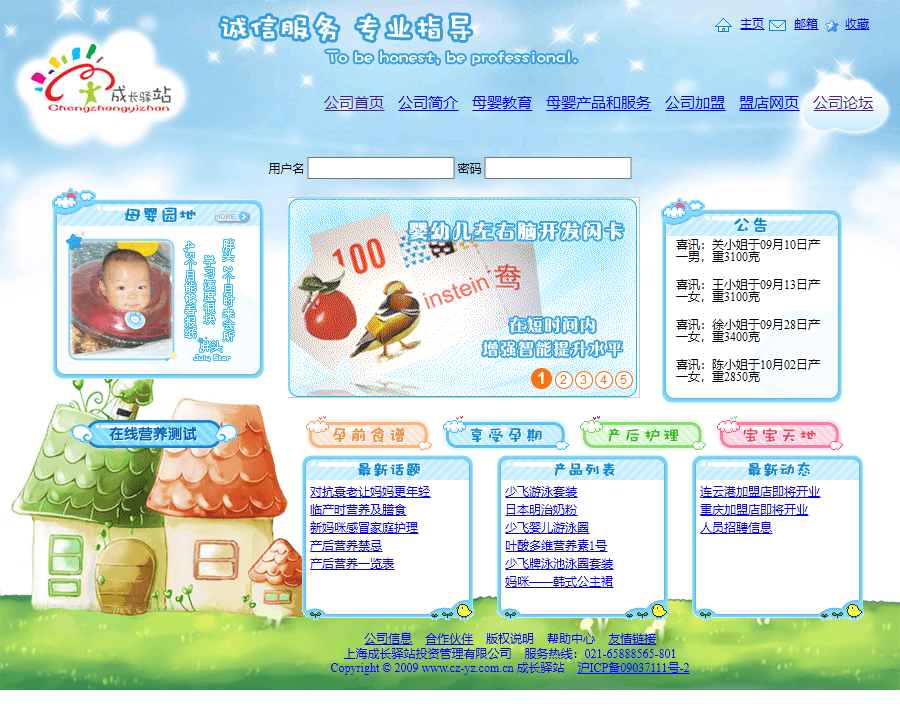 诚信服务 专业指导
To be honest, be professional.
主页 邮箱 收藏
成长驿站
Chengzhangyizhan
公司首页 公司简介 母婴教育 母婴产品和服务 公司加盟 盟店网页 公司论坛
用户名 密码
母婴园地 MORE
胖头 2个月时来会所
学习速度很快
4,5个月能够看报纸
胖头
July Star
婴幼儿左右脑开发闪卡
100
instein
鸯
在短时间内
增强智能提升水平
1 2 3 4 5
公告
喜讯：关小姐于09月10日产
一男，重3100克
喜讯：王小姐于09月13日产
一女，重3100克
喜讯：徐小姐于09月28日产
一女，重3400克
喜讯：陈小姐于10月02日产
一女，重2850克
在线营养测试
孕前食谱 享受孕期 产后护理 宝宝天地
最新话题
对抗衰老让妈妈更年轻
临产时营养及膳食
新妈咪感冒家庭护理
产后营养禁忌
产后营养一览表
产品列表
少飞游泳套装
日本明治奶粉
少飞婴儿游泳圈
叶酸多维营养素1号
少飞牌泳池泳圈套装
妈咪——韩式公主裙
最新动态
连云港加盟店即将开业
重庆加盟店即将开业
人员招聘信息
公司信息 合作伙伴 版权说明 帮助中心 友情链接
上海成长驿站投资管理有限公司 服务热线：021-65888565-801
Copyright © 2009 www.cz-yz.com.cn 成长驿站 沪ICP备09037111号-2